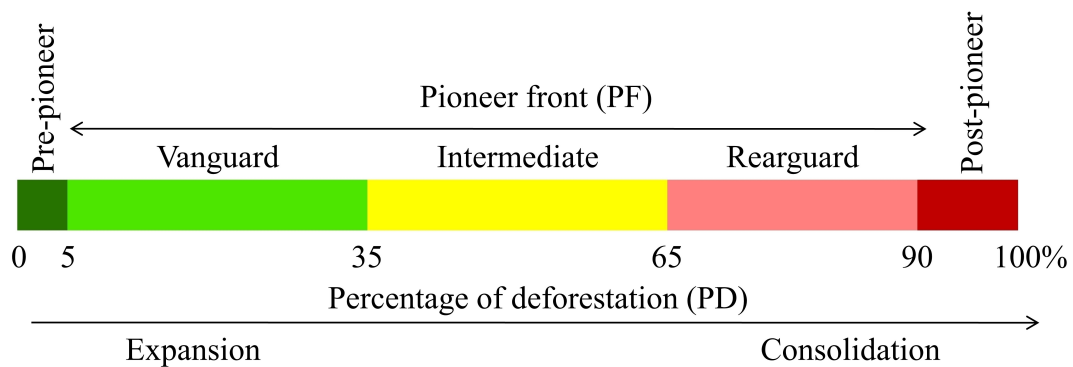 Pre-pioneer
Pioneer front (PF)
Post-pioneer
Vanguard
Intermediate
Rearguard
0 5 35 65 90 100%
Percentage of deforestation (PD)
Expansion
Consolidation